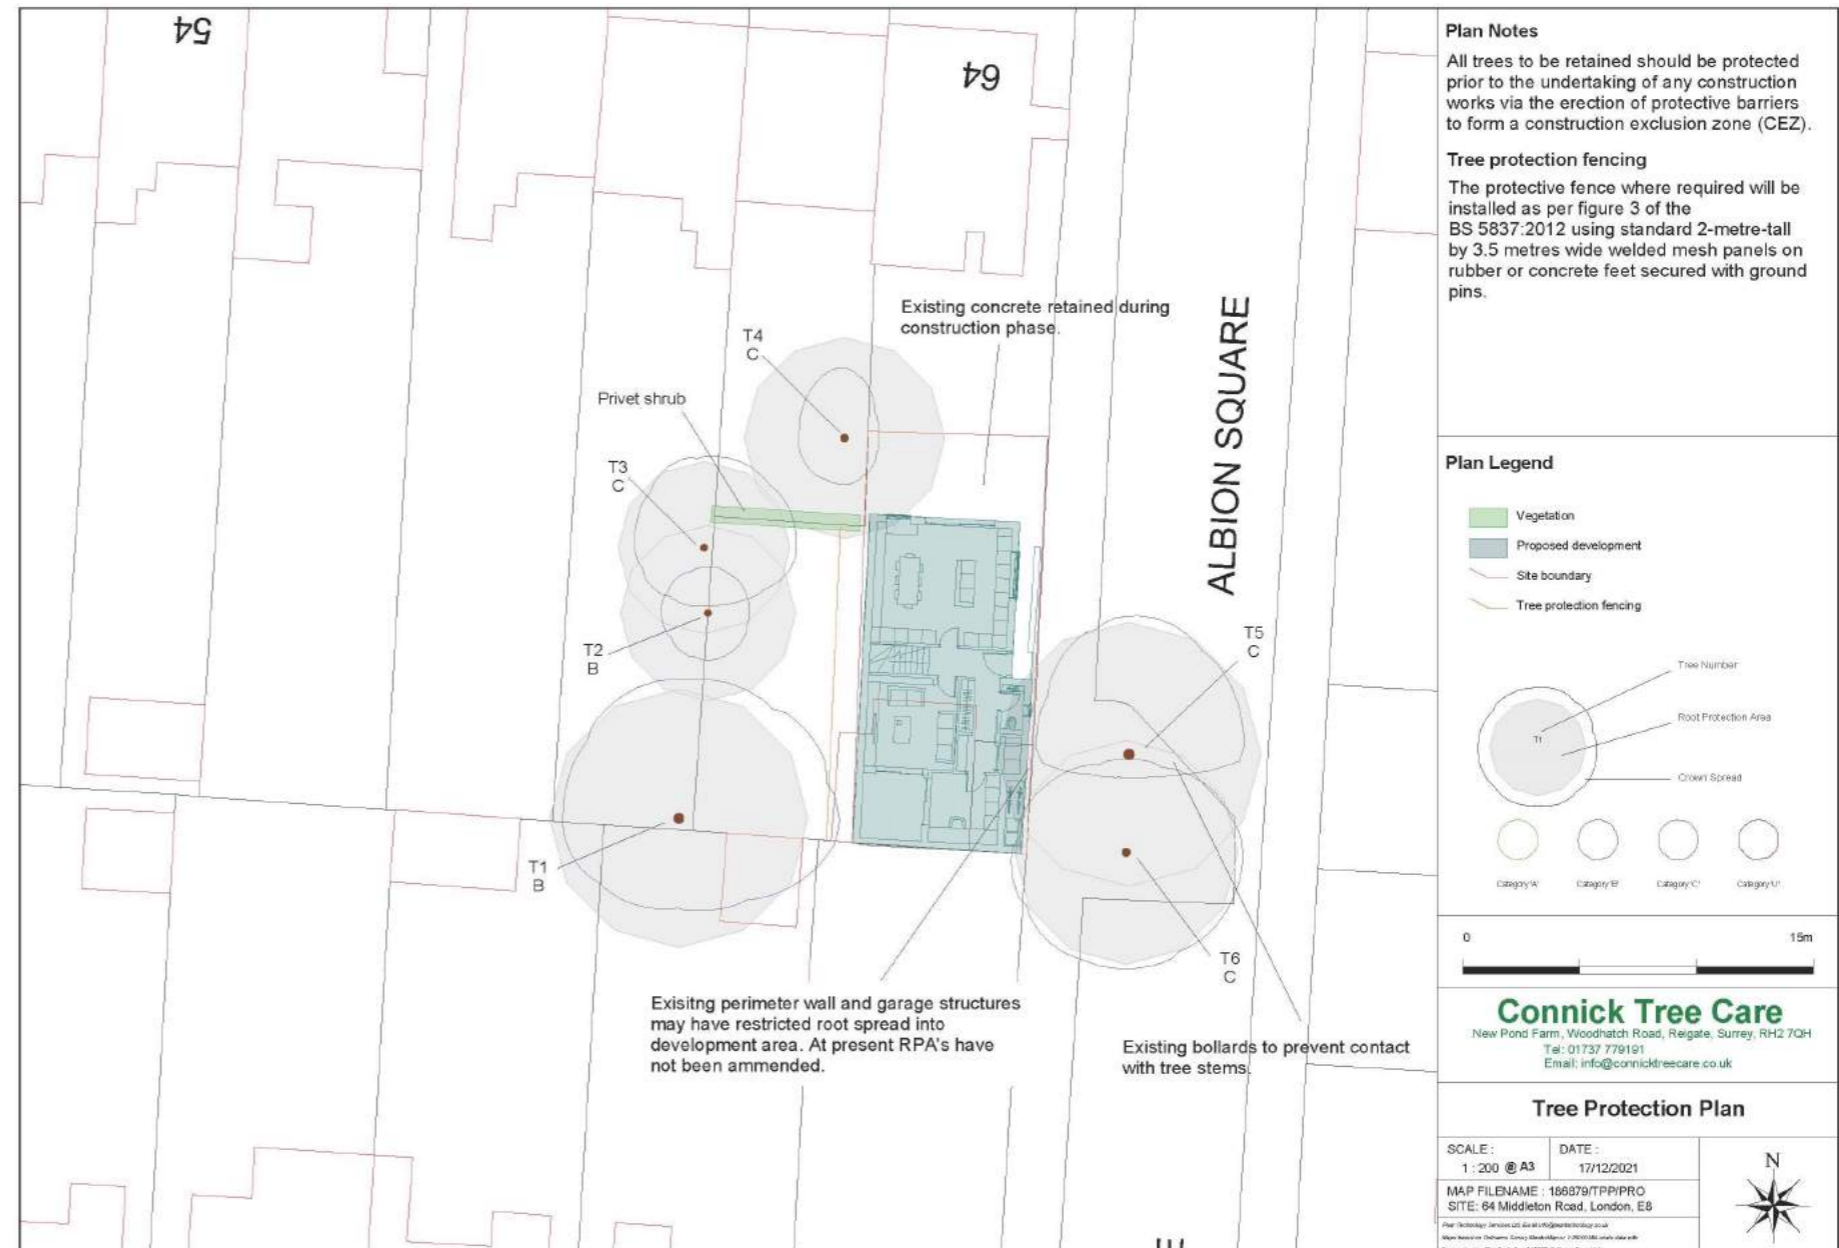 54
64
Existing concrete retained during
construction phase.
T4
C
Privet shrub
T3
C
ALBION SQUARE
T2
B
T5
C
T1
B
T6
C
Exisitng perimeter wall and garage structures
may have restricted root spread into
development area. At present RPA's have
not been ammended.
Existing bollards to prevent contact
with tree stems.
Plan Notes
All trees to be retained should be protected
prior to the undertaking of any construction
works via the erection of protective barriers
to form a construction exclusion zone (CEZ).
Tree protection fencing
The protective fence where required will be
installed as per figure 3 of the
BS 5837:2012 using standard 2-metre-tall
by 3.5 metres wide welded mesh panels on
rubber or concrete feet secured with ground
pins.
Plan Legend
Vegetation
Proposed development
Site boundary
Tree protection fencing
Tree Number
Root Protection Area
T1
Crown Spread
Category 'A'
Category 'B'
Category 'C'
Category 'U'
0
15m
Connick Tree Care
New Pond Farm, Woodhatch Road, Reigate, Surrey, RH2 7QH
Tel: 01737 779191
Email: info@connicktreecare.co.uk
Tree Protection Plan
SCALE :
1 : 200 @ A3
DATE :
17/12/2021
MAP FILENAME : 186879/TPP/PRO
SITE: 64 Middleton Road, London, E8
N